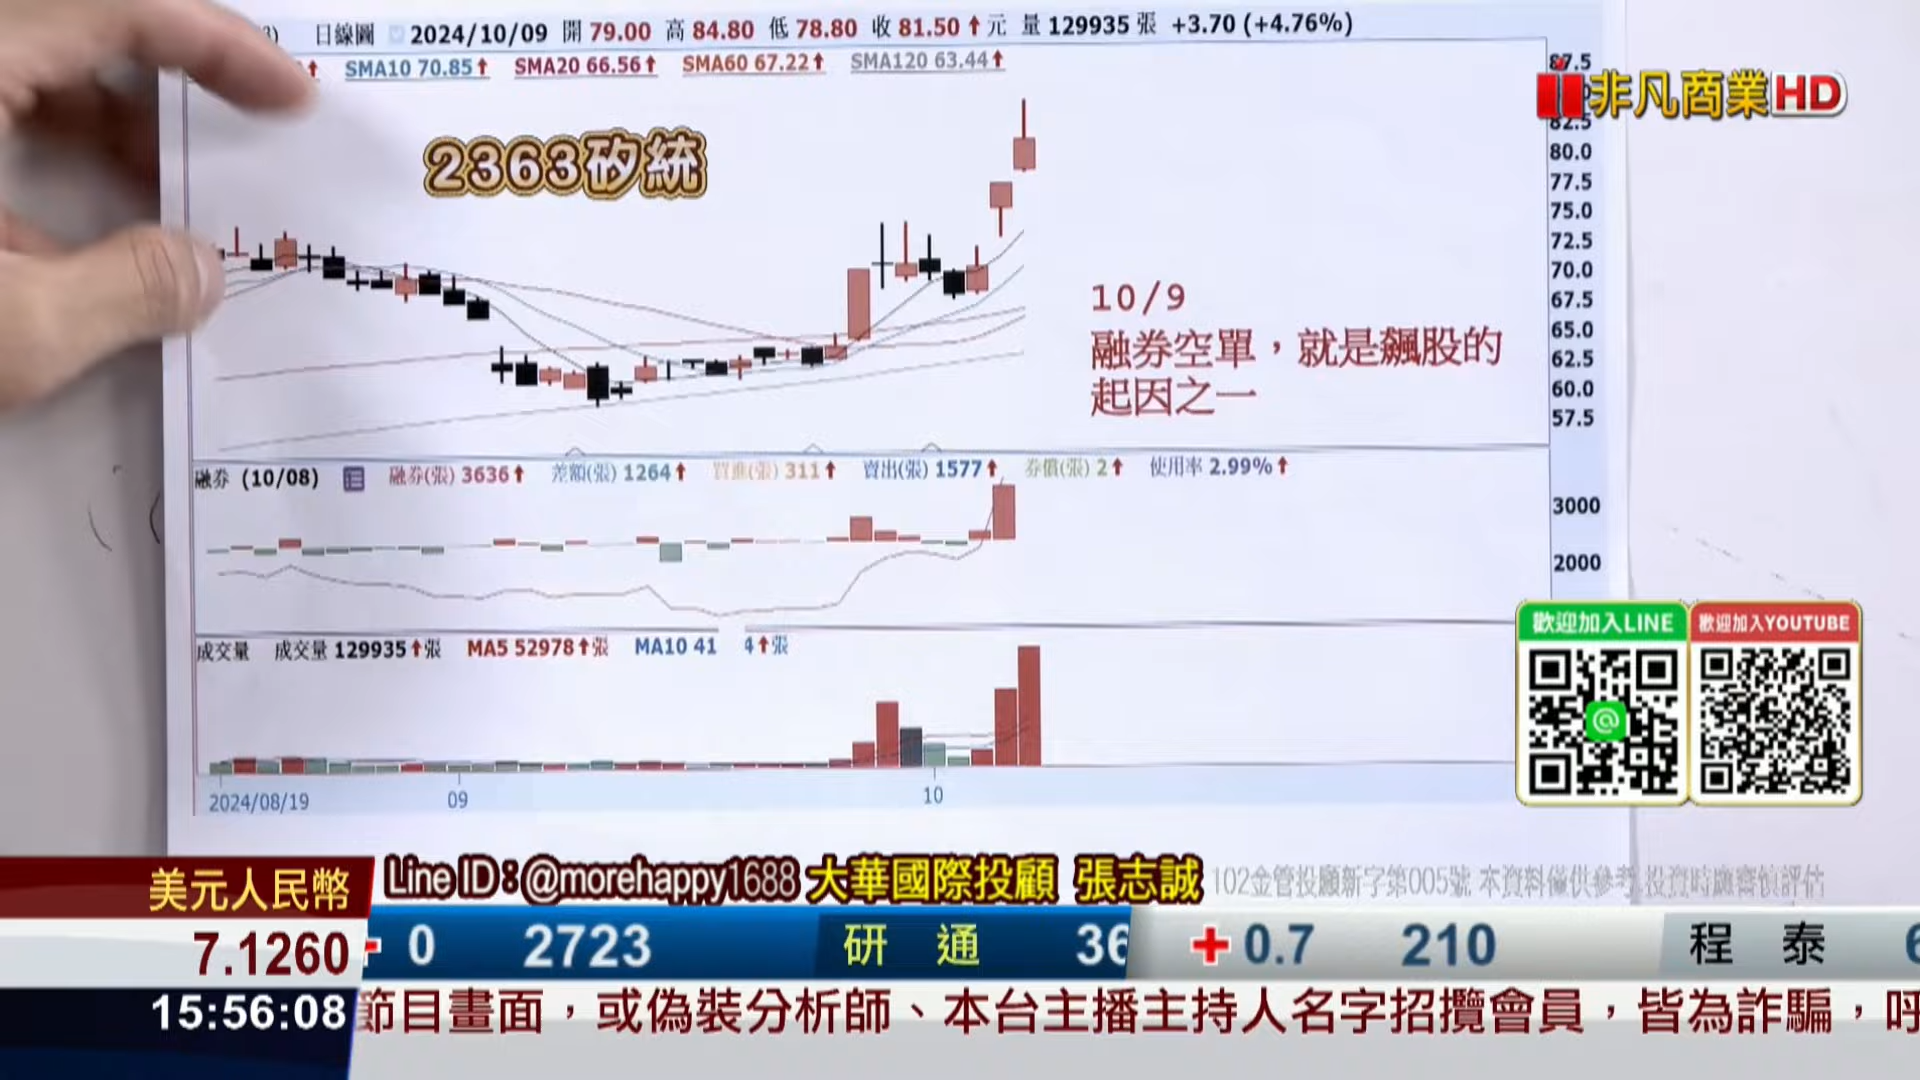 日線圖 2024/10/09 開 79.00 高 84.80 低 78.80 收 81.50↑元 量 129935 張 +3.70 (+4.76%)
SMA10 70.85↑ SMA20 66.56↑ SMA60 67.22↑ SMA120 63.44↑
87.5
非凡商業HD
82.5
80.0
77.5
75.0
72.5
70.0
67.5
65.0
62.5
60.0
57.5
2363矽統
10/9
融券空單，就是飆股的
起因之一
融券 (10/08) 融券(張) 3636↑ 差額(張) 1264↑ 買進(張) 311↑ 賣出(張) 1577↑ 券償(張) 2↑ 使用率 2.99%↑
3000
2000
歡迎加入LINE
歡迎加入YOUTUBE
成交量 成交量 129935↑張 MA5 52978↑張 MA10 41 4↑張
2024/08/19 09 10
Line ID:@morehappy1688 大華國際投顧 張志誠 102金管投顧新字第005號 本資料僅供參考 投資時應審慎評估
美元人民幣
7.1260
0 2723 研通 36 +0.7 210 程泰 6
15:56:08
節目畫面，或偽裝分析師、本台主播主持人名字招攬會員，皆為詐騙，呼